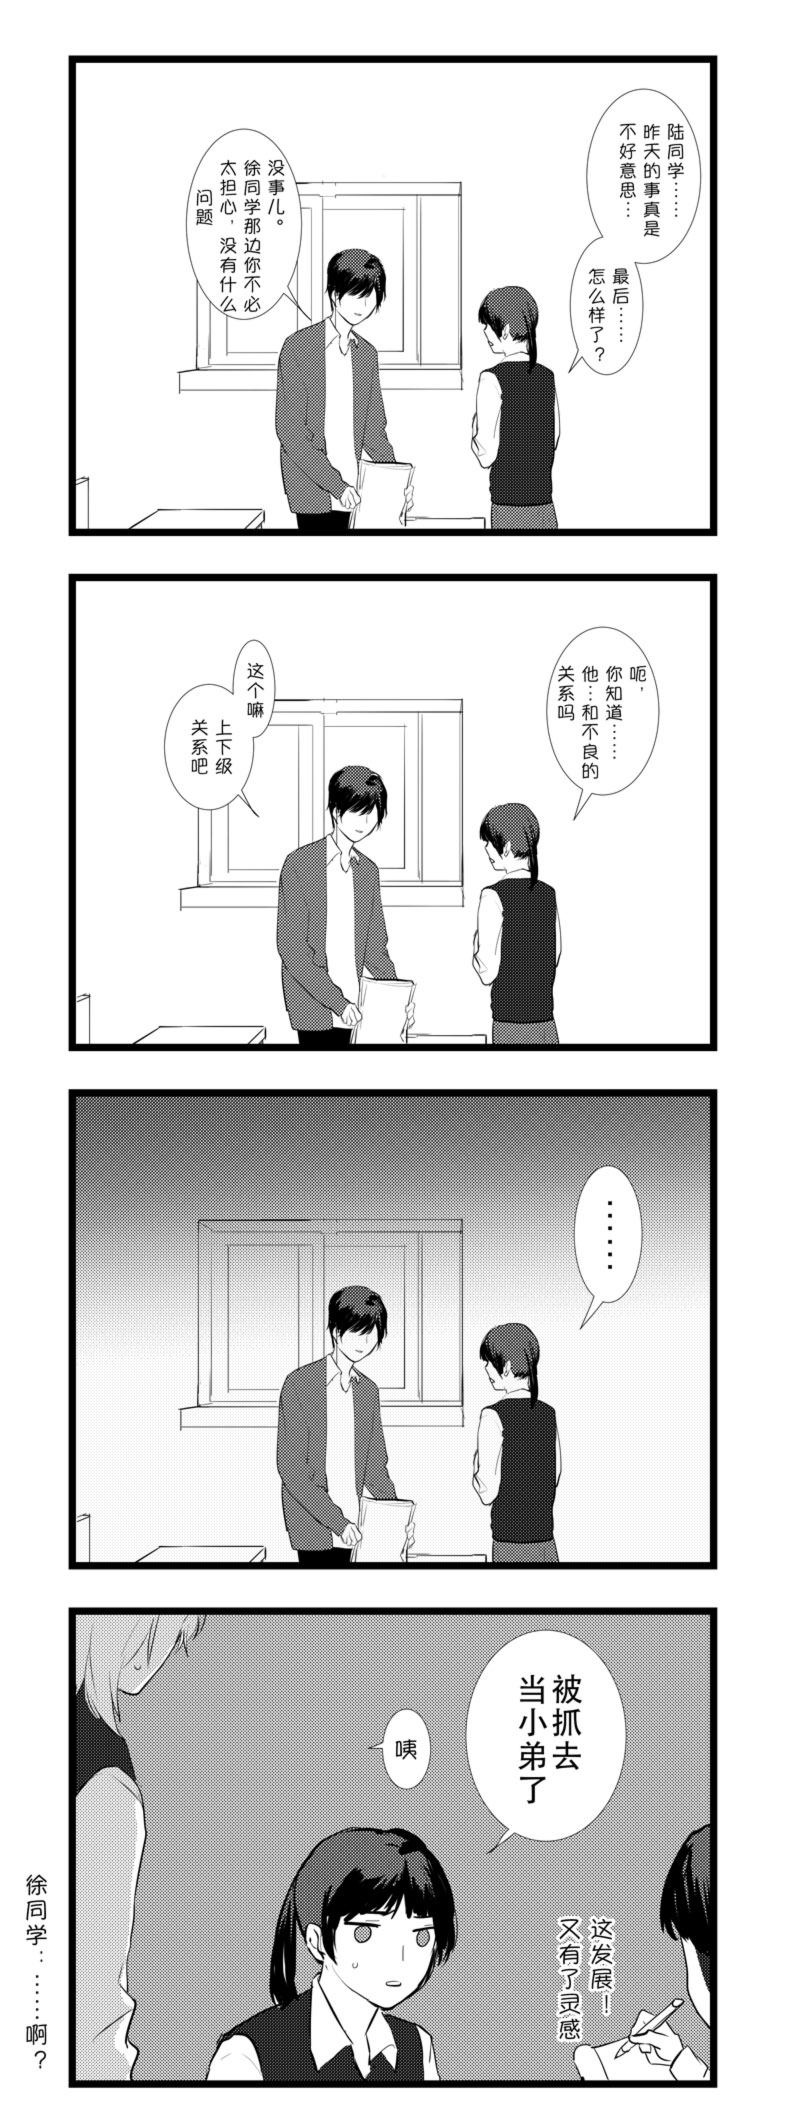 陆同学……
昨天的事真是
不好意思…
最后……
怎么样了？
没事儿。
徐同学那边你不必
太担心，没有什么
问题
呃，
你知道……
他…和不良的
关系吗
这个嘛
上下级
关系吧
……
被抓去
当小弟了
咦
这发展！
又有了灵感
徐同学：……啊？